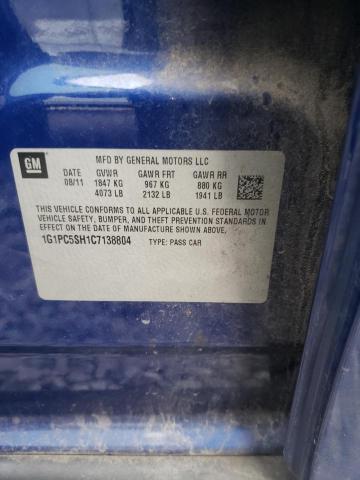 GM
MFD BY GENERAL MOTORS LLC
DATE GVWR GAWR FRT GAWR RR
08/11 1847 KG 967 KG 880 KG
4073 LB 2132 LB 1941 LB
THIS VEHICLE CONFORMS TO ALL APPLICABLE U.S. FEDERAL MOTOR
VEHICLE SAFETY, BUMPER, AND THEFT PREVENTION STANDARDS
IN EFFECT ON THE DATE OF MANUFACTURE SHOWN ABOVE.
1G1PC5SH1C7138804 TYPE: PASS CAR